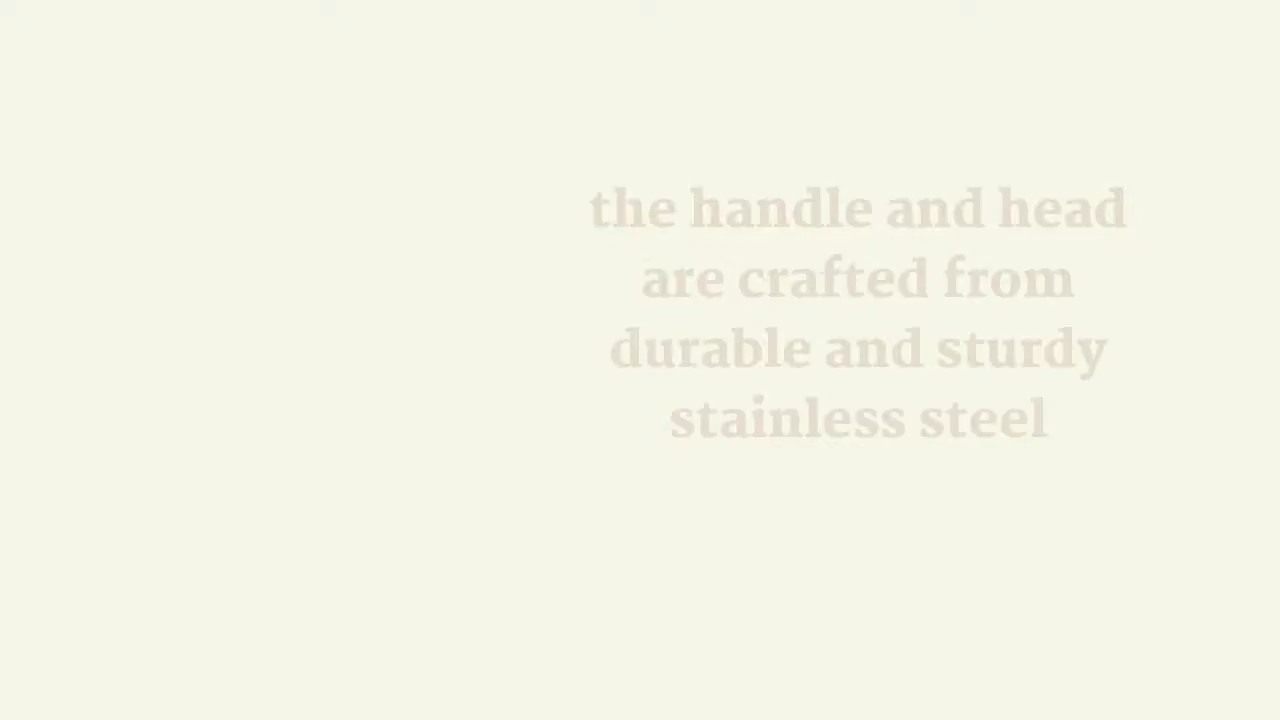 the handle and head
are crafted from
durable and sturdy
stainless steel